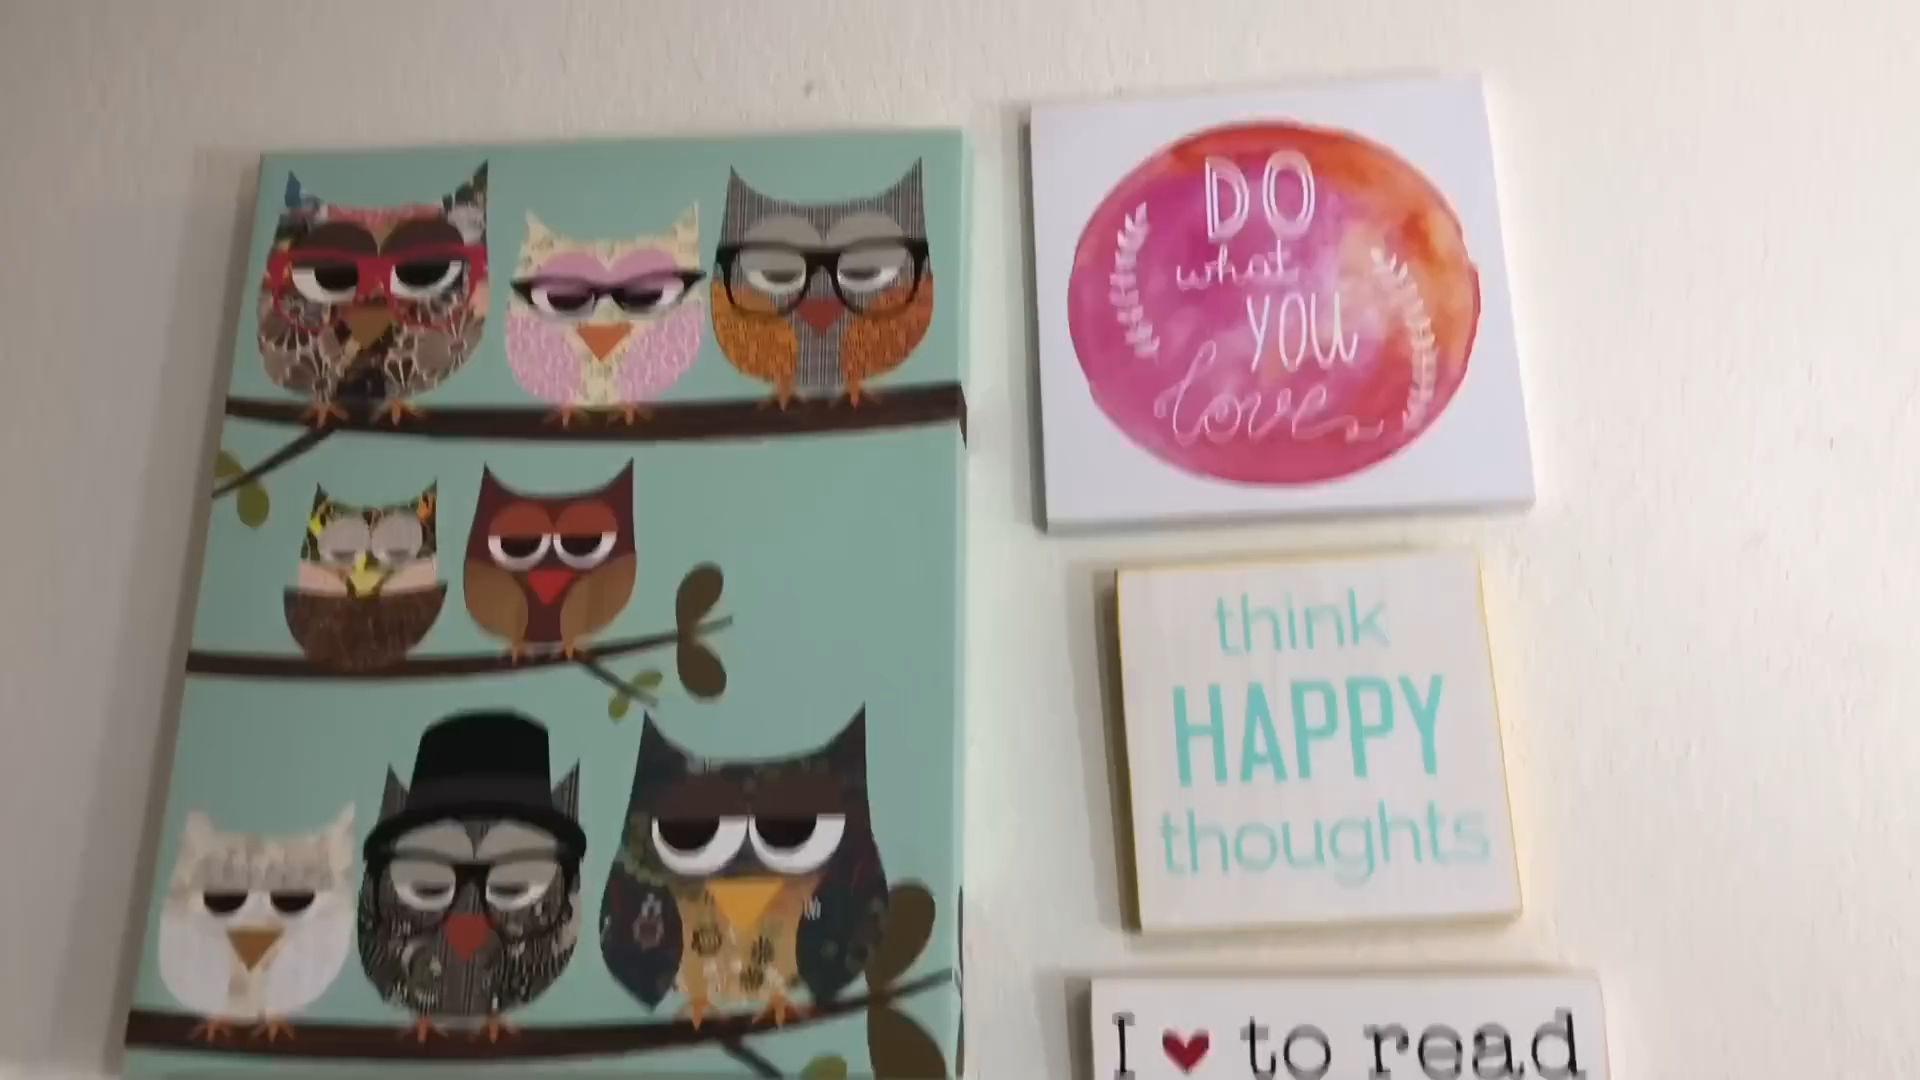 DO
what
YOU
love
think
HAPPY
thoughts
I ♥ to read